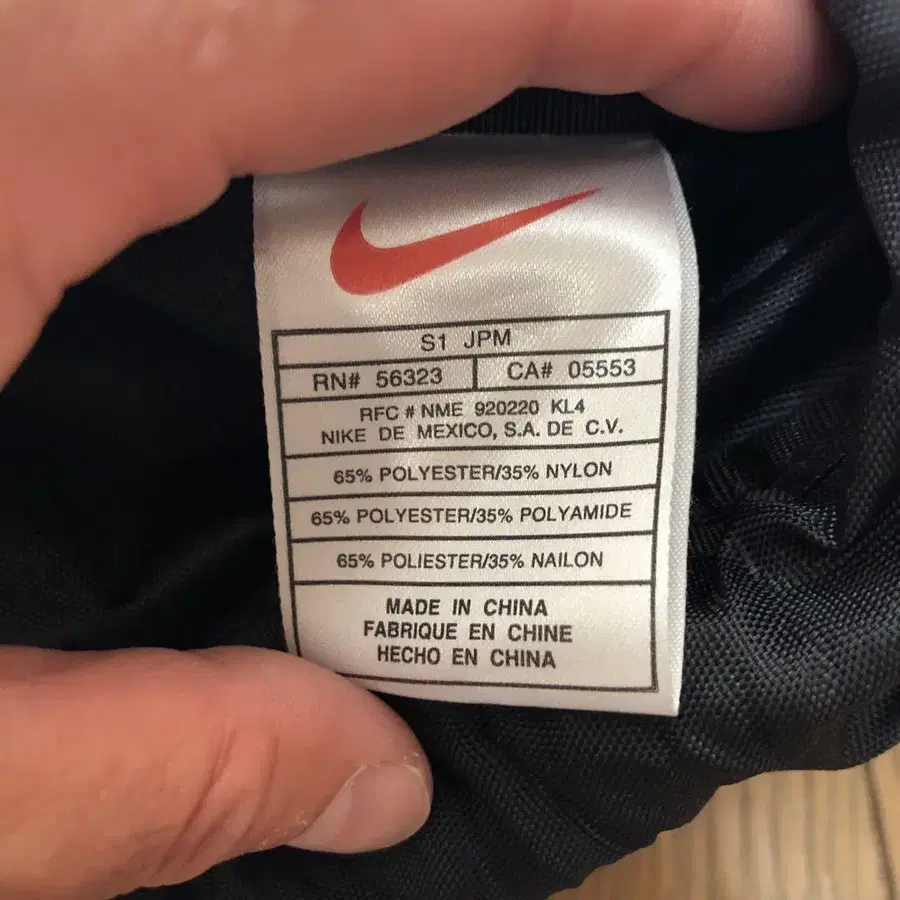 S1 JPM
RN# 56323 CA# 05553
RFC # NME 920220 KL4
NIKE DE MEXICO, S.A. DE C.V.
65% POLYESTER/35% NYLON
65% POLYESTER/35% POLYAMIDE
65% POLIESTER/35% NAILON
MADE IN CHINA
FABRIQUE EN CHINE
HECHO EN CHINA